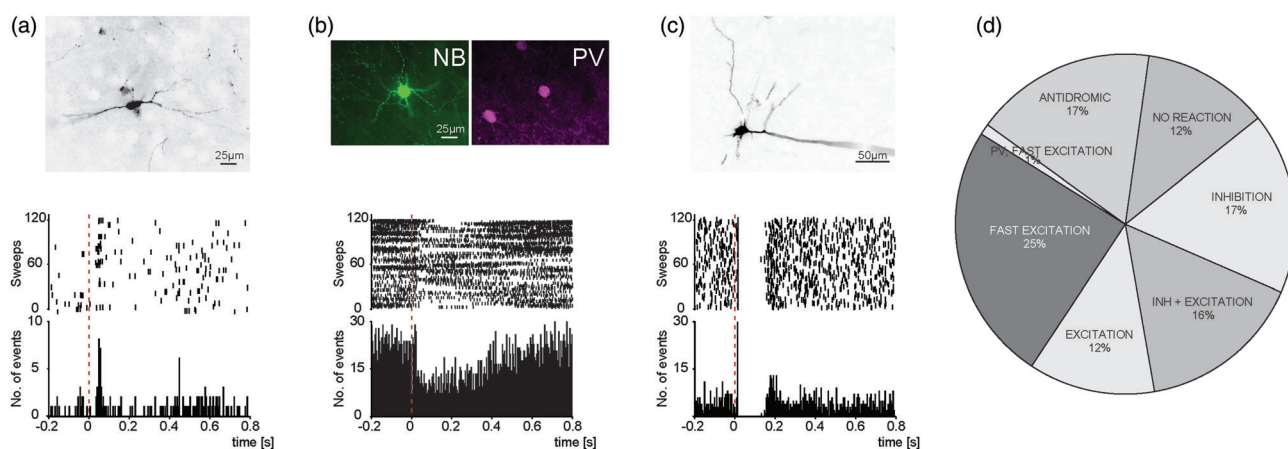 (a)
25µm
120
60
0
Sweeps
10
5
0
No. of events
-0.2 0 0.2 0.4 0.6 0.8
time [s]
(b)
NB
25µm
PV
120
60
0
Sweeps
30
15
0
No. of events
-0.2 0 0.2 0.4 0.6 0.8
time [s]
(c)
50µm
120
60
0
Sweeps
30
15
0
No. of events
-0.2 0 0.2 0.4 0.6 0.8
time [s]
(d)
ANTIDROMIC
17%
NO REACTION
12%
PV, FAST EXCITATION
1%
INHIBITION
17%
FAST EXCITATION
25%
INH + EXCITATION
16%
EXCITATION
12%